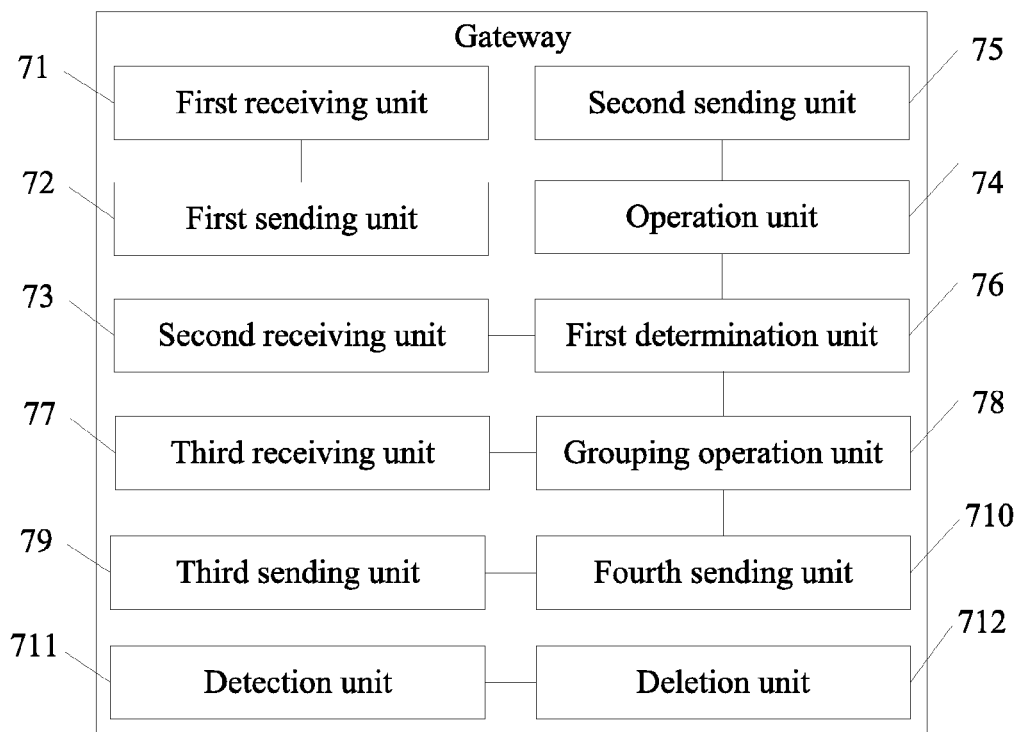 Gateway
71
First receiving unit
Second sending unit
75
72
First sending unit
Operation unit
74
73
Second receiving unit
First determination unit
76
77
Third receiving unit
Grouping operation unit
78
79
Third sending unit
Fourth sending unit
710
711
Detection unit
Deletion unit
712